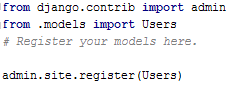 from django.contrib import admin
from .models import Users
# Register your models here.
admin.site.register(Users)